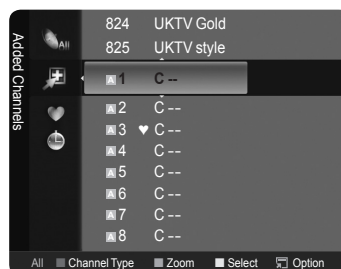 Added Channels
All
824 UKTV Gold
825 UKTV style
A 1 C --
A 2 C --
A 3 ♥ C --
A 4 C --
A 5 C --
A 6 C --
A 7 C --
A 8 C --
All Channel Type Zoom Select Option